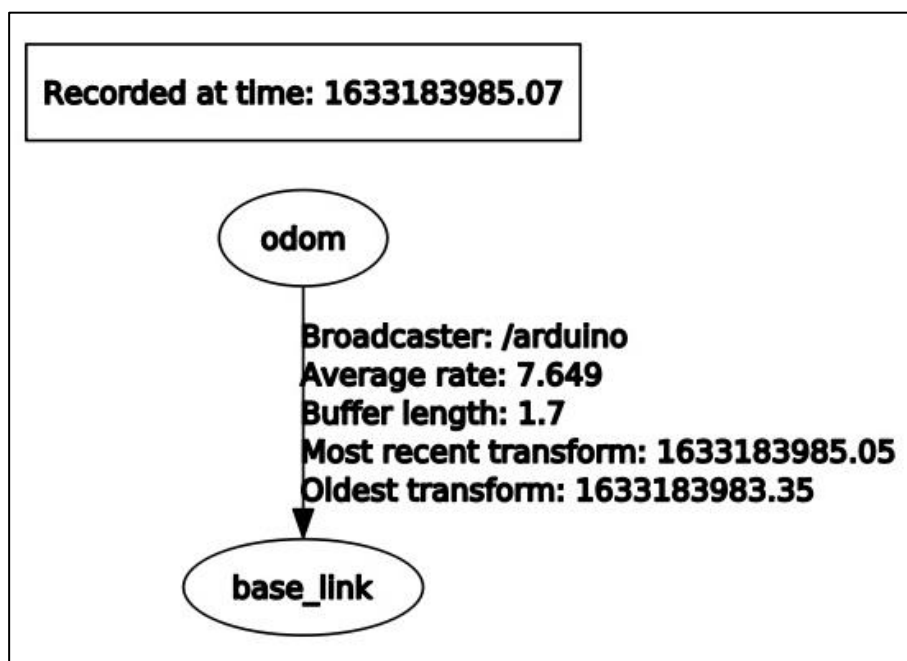 Recorded at time: 1633183985.07
odom
Broadcaster: /arduino
Average rate: 7.649
Buffer length: 1.7
Most recent transform: 1633183985.05
Oldest transform: 1633183983.35
base_link